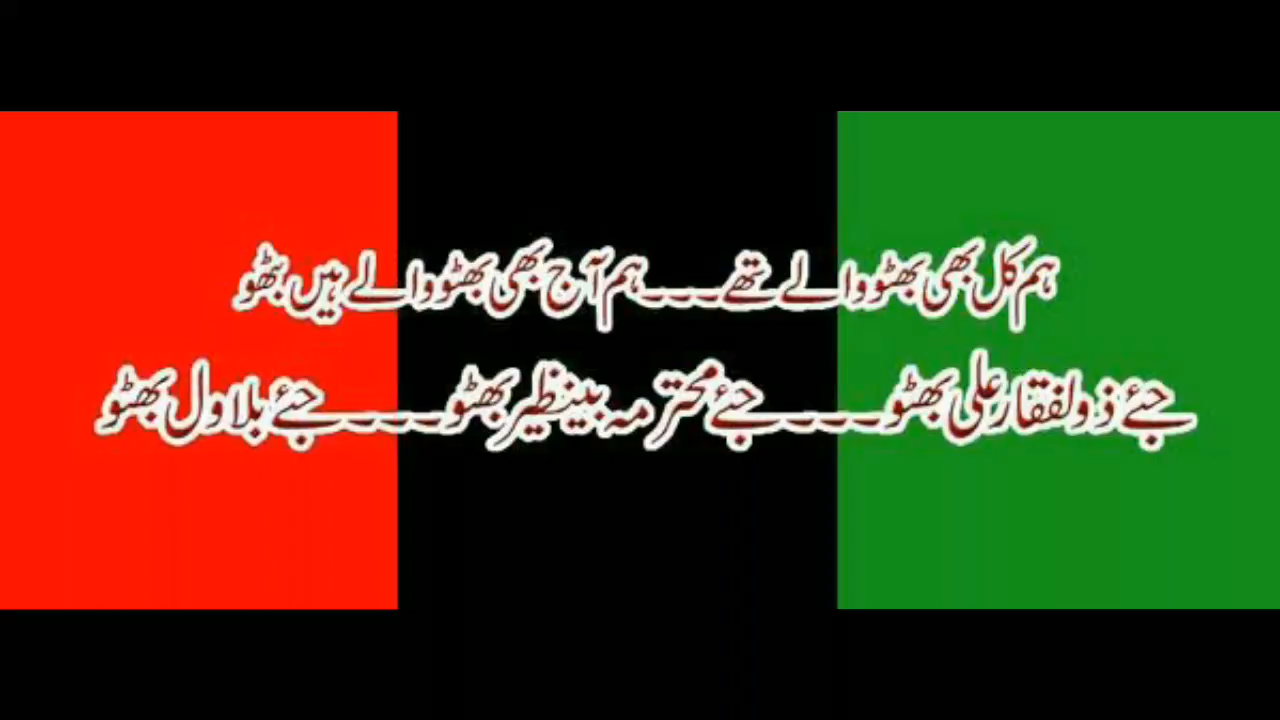 ہم کل بھی بھٹو والے تھے۔۔۔ہم آج بھی بھٹو والے ہیں بھٹو
جئے ذولفقار علی بھٹو۔۔۔جئے محترمہ بینظیر بھٹو۔۔۔جئے بلاول بھٹو